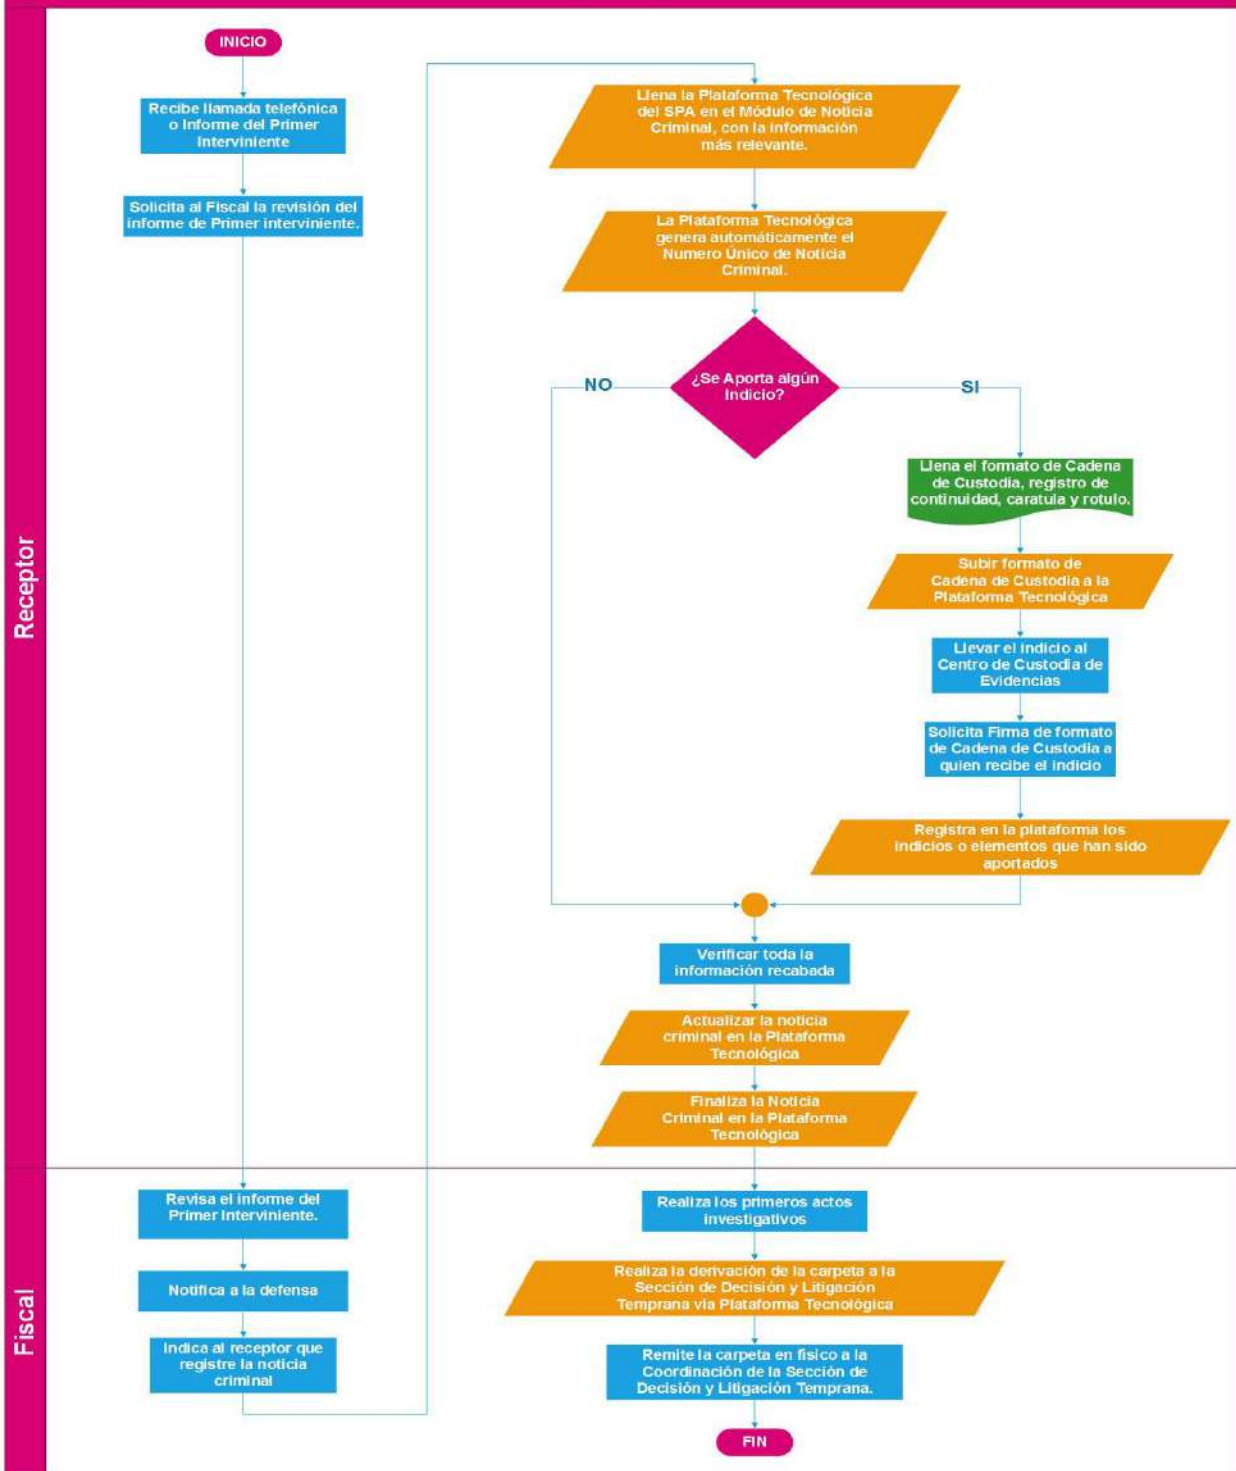 Receptor
INICIO
Recibe llamada telefónica
o Informe del Primer
Interviniente
Solicita al Fiscal la revisión del
informe de Primer interviniente.
Fiscal
Revisa el informe del
Primer Interviniente.
Notifica a la defensa
Indica al receptor que
registre la noticia
criminal
Llena la Plataforma Tecnológica
del SPA en el Módulo de Noticia
Criminal, con la información
más relevante.
La Plataforma Tecnológica
genera automáticamente el
Numero Único de Noticia
Criminal.
¿Se Aporta algún
Indicio?
NO
SI
Llena el formato de Cadena
de Custodia, registro de
continuidad, caratula y rotulo.
Subir formato de
Cadena de Custodia a la
Plataforma Tecnológica
Llevar el indicio al
Centro de Custodia de
Evidencias
Solicita Firma de formato
de Cadena de Custodia a
quien recibe el indicio
Registra en la plataforma los
indicios o elementos que han sido
aportados
Verificar toda la
información recabada
Actualizar la noticia
criminal en la Plataforma
Tecnológica
Finaliza la Noticia
Criminal en la Plataforma
Tecnológica
Realiza los primeros actos
investigativos
Realiza la derivación de la carpeta a la
Sección de Decisión y Litigación
Temprana vía Plataforma Tecnológica
Remite la carpeta en físico a la
Coordinación de la Sección de
Decisión y Litigación Temprana.
FIN